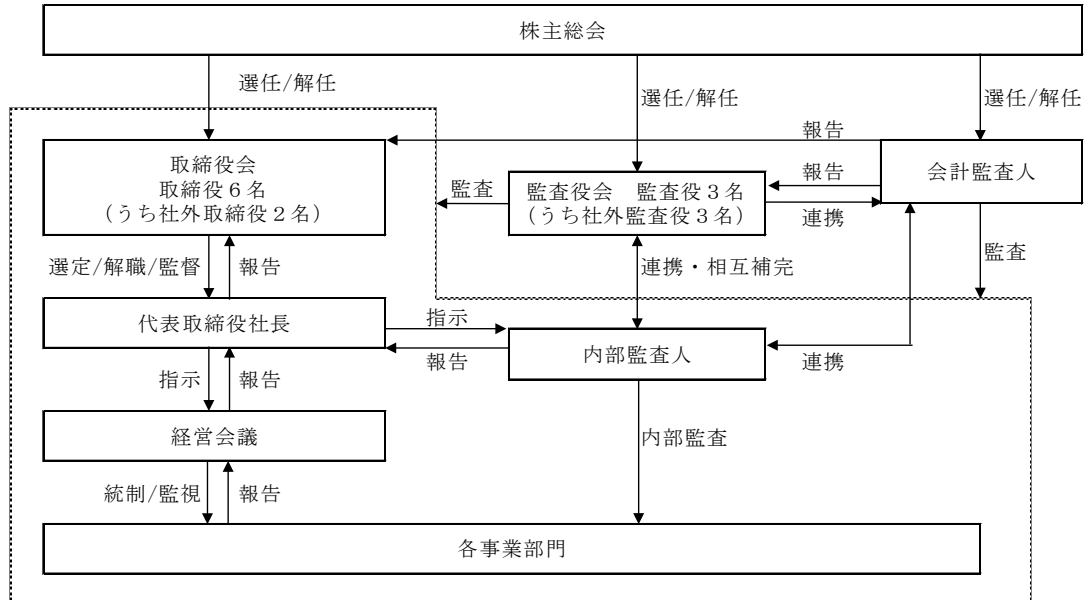 株主総会
選任/解任
選任/解任
選任/解任
報告
取締役会
取締役６名
（うち社外取締役２名）
監査
監査役会　監査役３名
（うち社外監査役３名）
報告
連携
会計監査人
選定/解職/監督
報告
連携・相互補完
監査
代表取締役社長
指示
報告
内部監査人
連携
指示
報告
経営会議
内部監査
統制/監視
報告
各事業部門